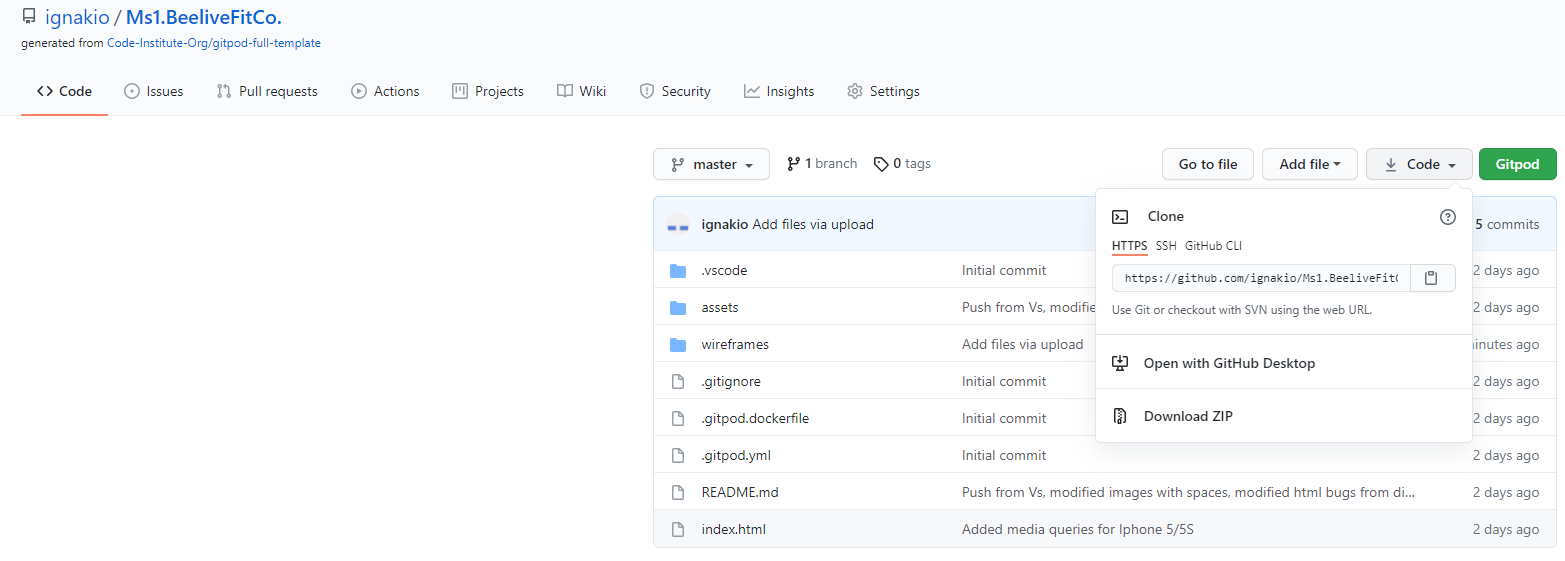 ignakio / Ms1.BeeliveFitCo.
generated from Code-Institute-Org/gitpod-full-template
Code Issues Pull requests Actions Projects Wiki Security Insights Settings
master 1 branch 0 tags Go to file Add file Code Gitpod
ignakio Add files via upload 5 commits
Clone
HTTPS SSH GitHub CLI
https://github.com/ignakio/Ms1.BeeliveFit
Use Git or checkout with SVN using the web URL.
Open with GitHub Desktop
Download ZIP
.vscode Initial commit 2 days ago
assets Push from Vs, 2 days ago
wireframes Add files via upload ago
.gitignore Initial commit 2 days ago
.gitpod.dockerfile Initial commit 2 days ago
.gitpod.yml Initial commit 2 days ago
README.md Push from Vs, modified images with spaces, modified html bugs from di... 2 days ago
index.html Added media queries for Iphone 5/5S 2 days ago